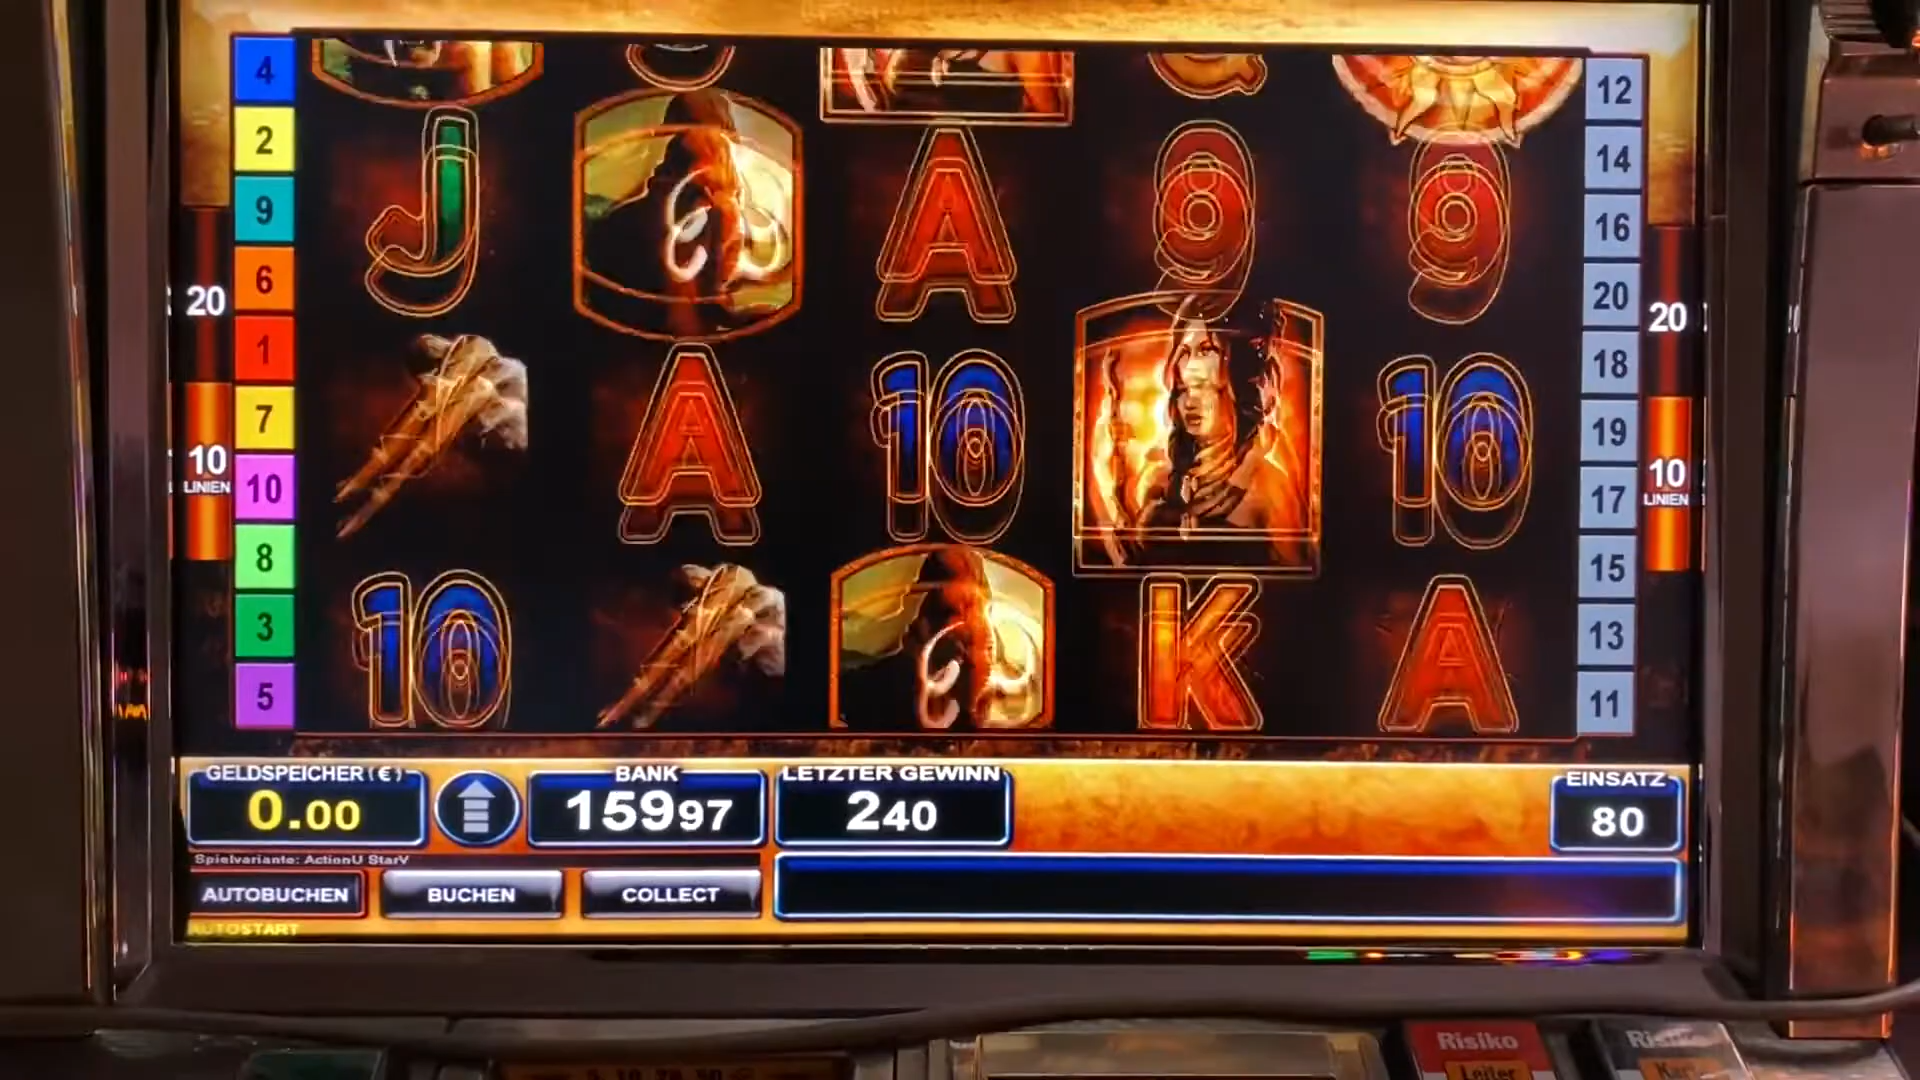 4
2
9
6
1
7
10
8
3
5
20
10
LINIEN
J
A
9
9
A
10
10
10
K
A
12
14
16
20
18
19
17
15
13
11
20
10
LINIEN
GELDSPEICHER (€)
0.00
BANK
15997
LETZTER GEWINN
240
EINSATZ
80
Spielvariante: ActionU StarV
AUTOBUCHEN
BUCHEN
COLLECT
AUTOSTART
Risiko
Leiter
Risiko